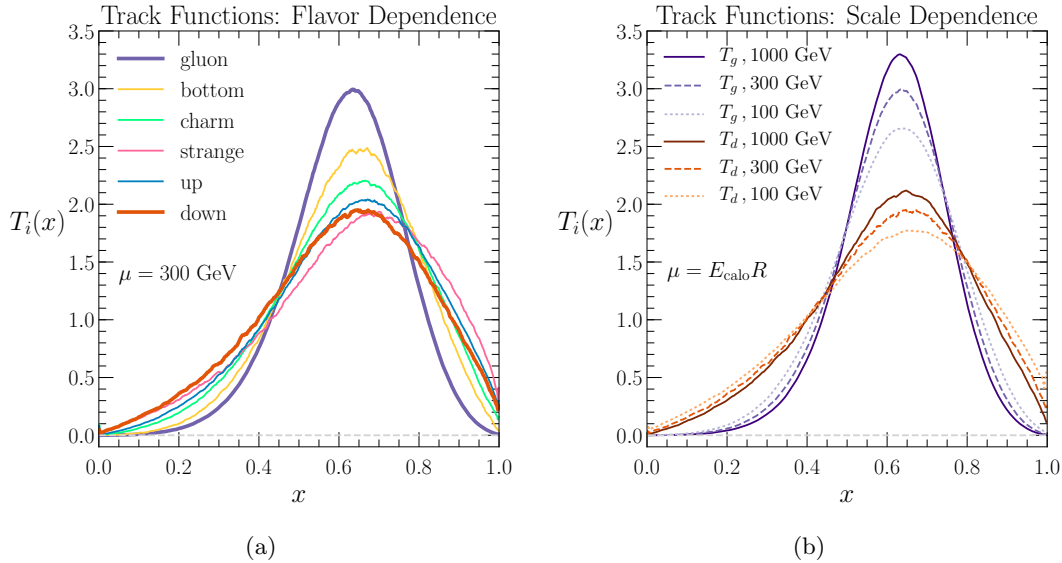 Track Functions: Flavor Dependence
3.5
3.0
2.5
2.0
1.5
1.0
0.5
0.0
T_i(x)
gluon
bottom
charm
strange
up
down
μ = 300 GeV
0.0 0.2 0.4 0.6 0.8 1.0
x
(a)
Track Functions: Scale Dependence
3.5
3.0
2.5
2.0
1.5
1.0
0.5
0.0
T_i(x)
T_g, 1000 GeV
T_g, 300 GeV
T_g, 100 GeV
T_d, 1000 GeV
T_d, 300 GeV
T_d, 100 GeV
μ = E_calo R
0.0 0.2 0.4 0.6 0.8 1.0
x
(b)